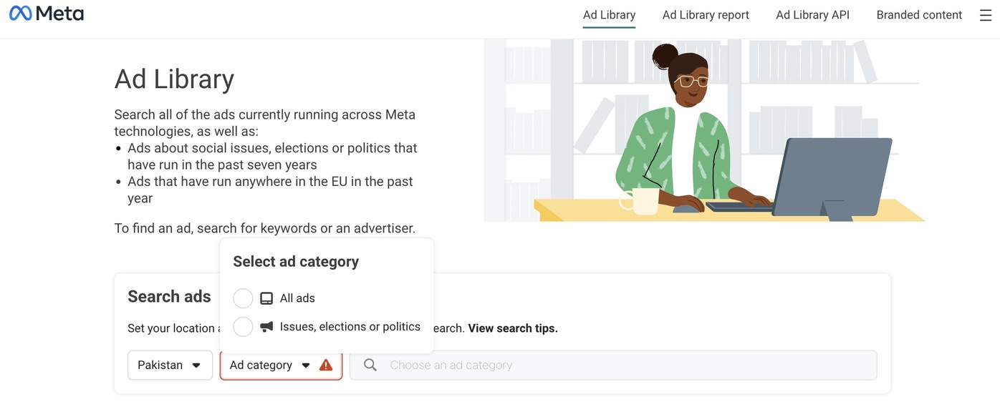 Meta
Ad Library
Ad Library report
Ad Library API
Branded content
Ad Library
Search all of the ads currently running across Meta
technologies, as well as:
• Ads about social issues, elections or politics that
have run in the past seven years
• Ads that have run anywhere in the EU in the past
year
To find an ad, search for keywords or an advertiser.
Select ad category
All ads
Issues, elections or politics
Search ads
Set your location earch. View search tips.
Pakistan
Ad category
Choose an ad category